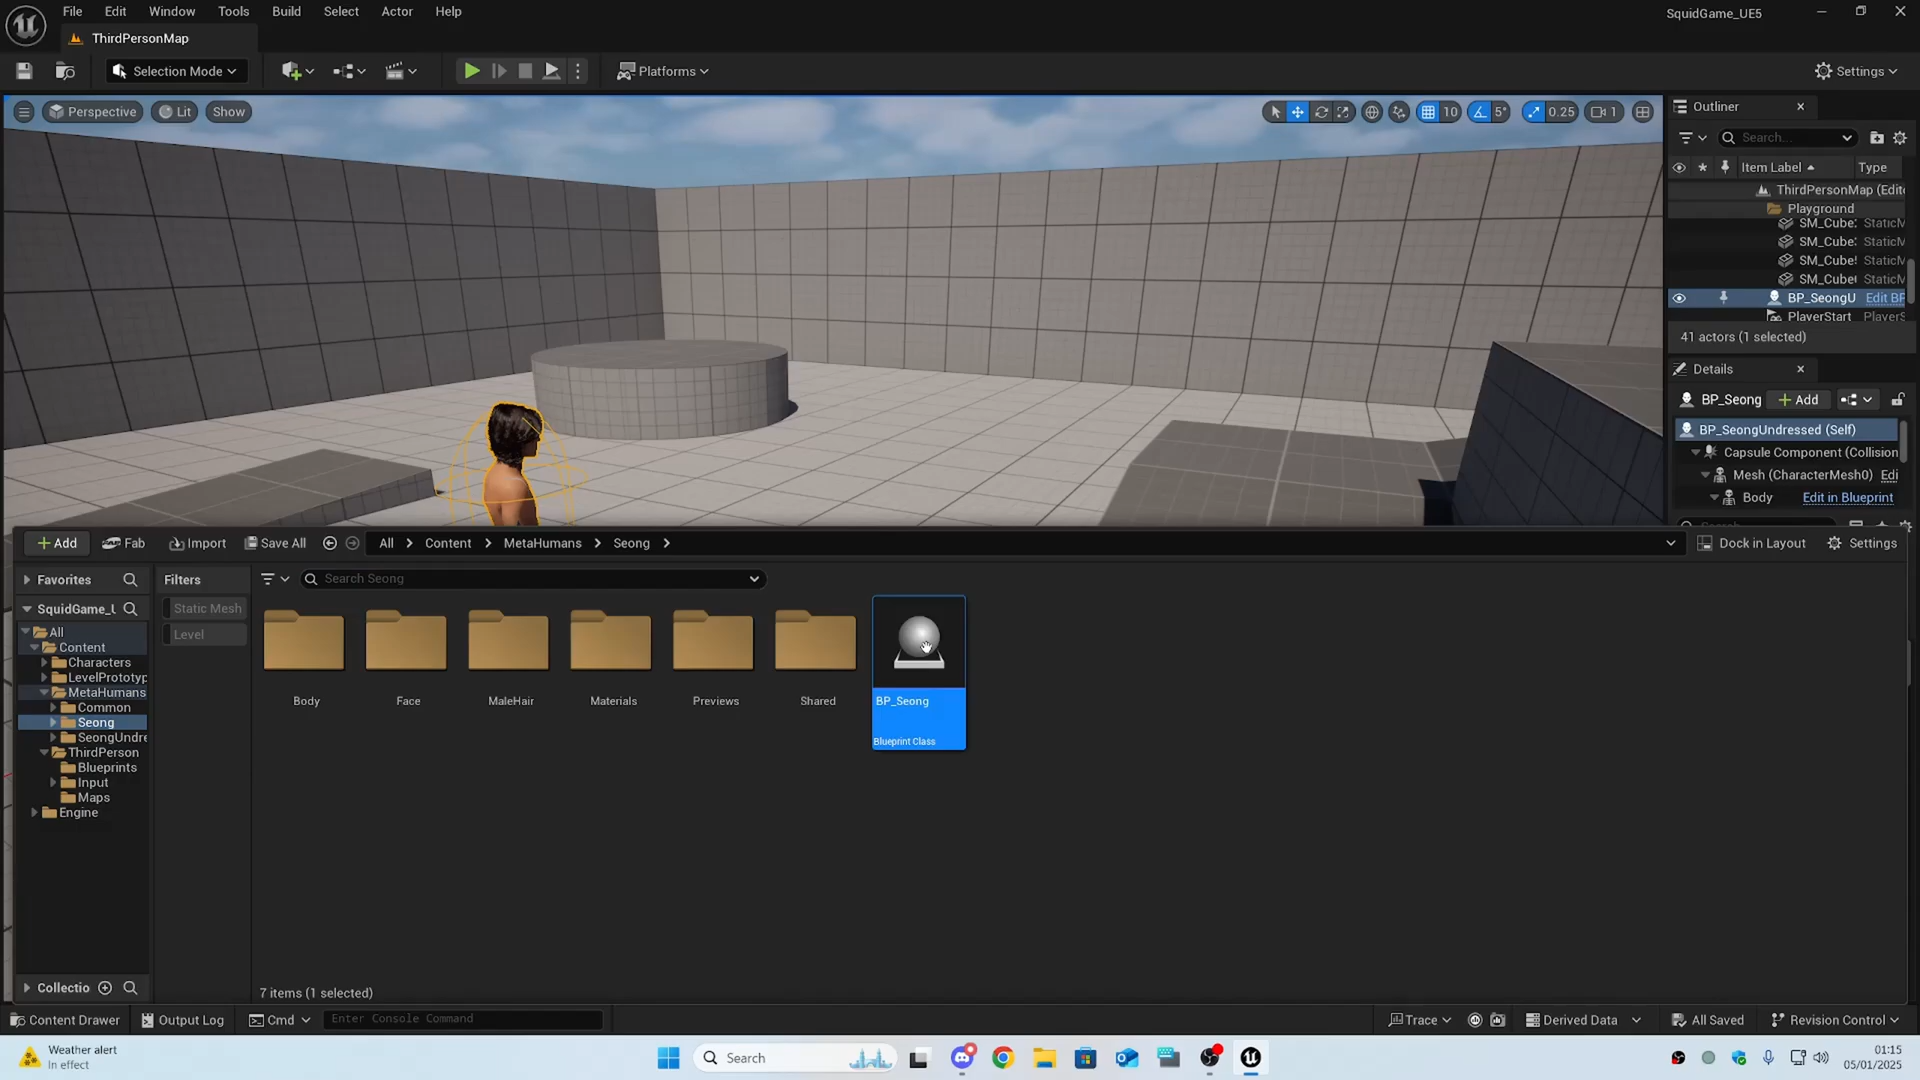 File Edit Window Tools Build Select Actor Help
SquidGame_UE5
ThirdPersonMap
Selection Mode
Platforms
Settings
Perspective
Lit
Show
10
5°
0.25
1
Outliner
Search...
Item Label
Type
ThirdPersonMap (Edit
Playground
SM_Cube StaticM
SM_Cube StaticM
SM_Cube StaticM
SM_Cube StaticM
BP_SeongU Edit BP
PlayerStart PlayerS
41 actors (1 selected)
Details
BP_Seong
Add
BP_SeongUndressed (Self)
Capsule Component (Collision
Mesh (CharacterMesh0) Edi
Body Edit in Blueprint
Add
Fab
Import
Save All
All
Content
MetaHumans
Seong
Dock in Layout
Settings
Favorites
Filters
Search Seong
SquidGame_U
Static Mesh
Level
All
Content
Characters
LevelPrototyp
MetaHumans
Common
Seong
SeongUndre
ThirdPerson
Blueprints
Input
Maps
Engine
Body
Face
MaleHair
Materials
Previews
Shared
BP_Seong
Blueprint Class
Collectio
7 items (1 selected)
Content Drawer
Output Log
Cmd
Enter Console Command
Trace
Derived Data
All Saved
Revision Control
Weather alert
In effect
Search
01:15
05/01/2025